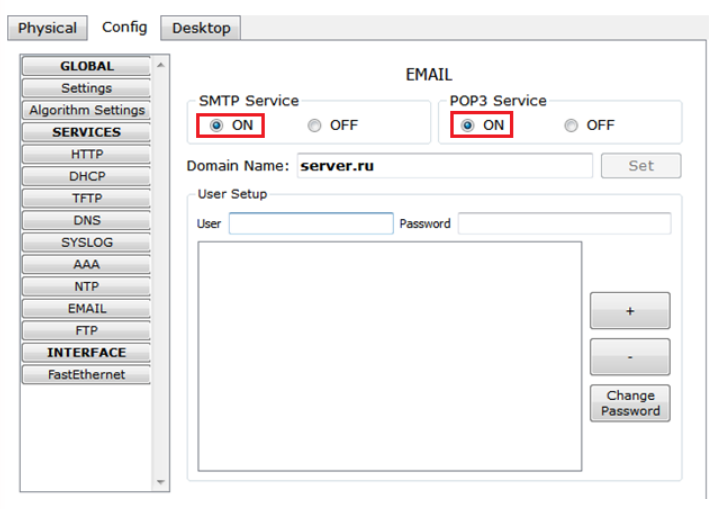 Physical Config Desktop
GLOBAL
Settings
Algorithm Settings
SERVICES
HTTP
DHCP
TFTP
DNS
SYSLOG
AAA
NTP
EMAIL
FTP
INTERFACE
FastEthernet
EMAIL
SMTP Service POP3 Service
ON OFF ON OFF
Domain Name: server.ru Set
User Setup
User Password
+
-
Change
Password